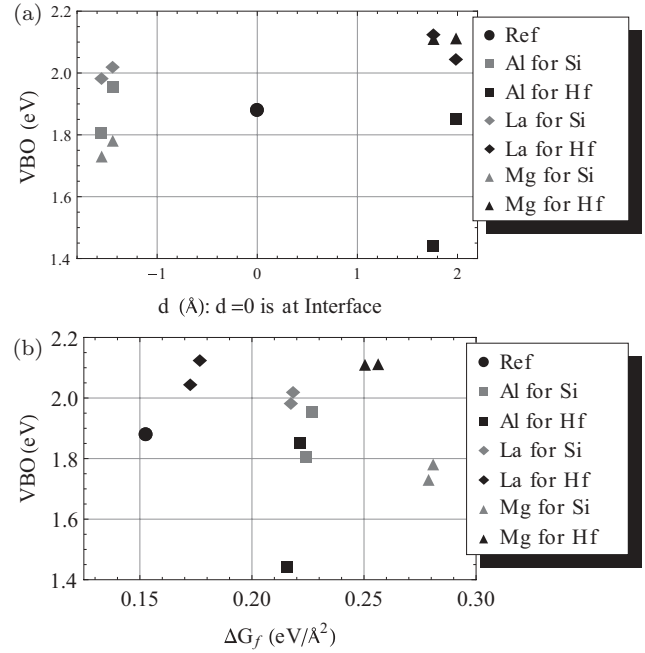 (a)
2.2
2.0
1.8
1.6
1.4
VBO (eV)
−1
0
1
2
d (Å): d=0 is at Interface
Ref
Al for Si
Al for Hf
La for Si
La for Hf
Mg for Si
Mg for Hf
(b)
2.2
2.0
1.8
1.6
1.4
VBO (eV)
0.15
0.20
0.25
0.30
ΔG_f (eV/Å²)
Ref
Al for Si
Al for Hf
La for Si
La for Hf
Mg for Si
Mg for Hf